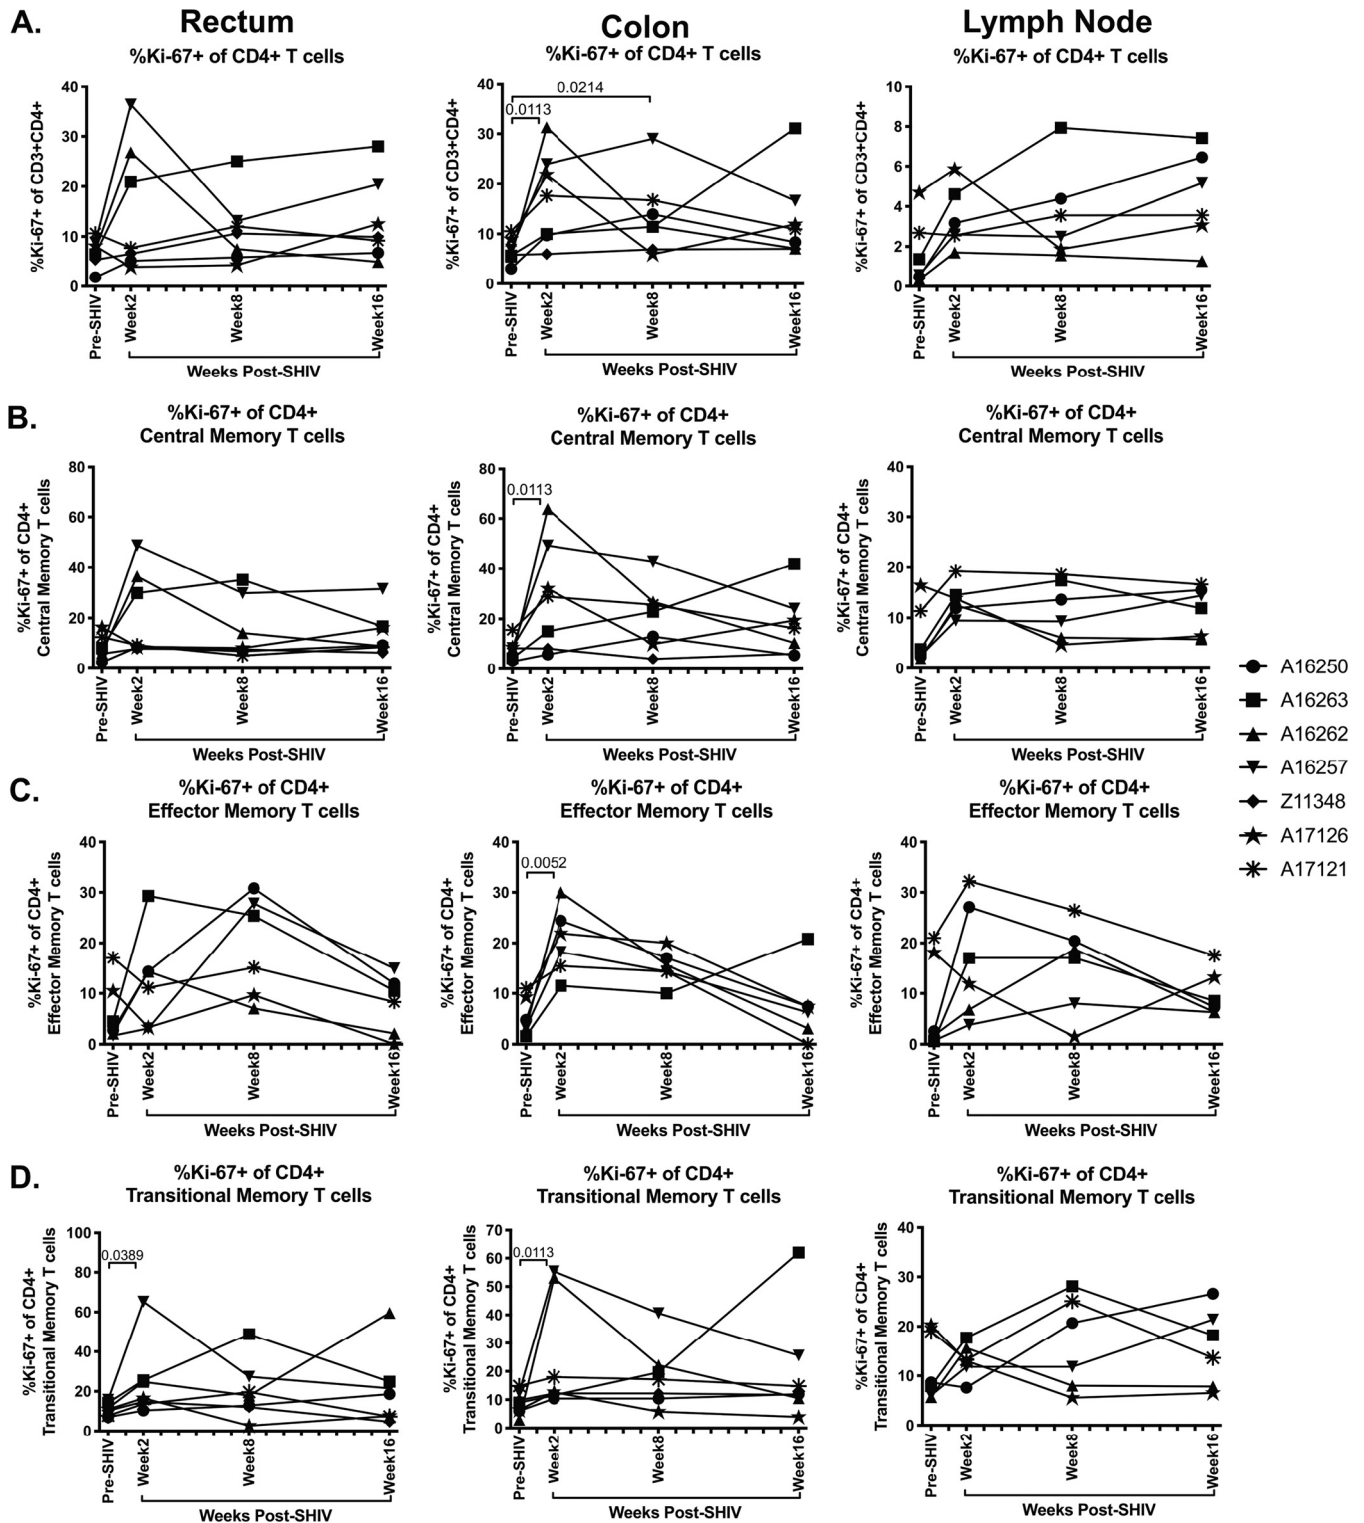 A.
Rectum
Colon
Lymph Node
%Ki-67+ of CD4+ T cells
%Ki-67+ of CD4+ T cells
%Ki-67+ of CD4+ T cells
%Ki-67+ of CD3+CD4+
40
30
20
10
0
Pre-SHIV
Week2
Week8
Week16
Weeks Post-SHIV
%Ki-67+ of CD3+CD4+
40
30
20
10
0
0.0214
0.0113
Pre-SHIV
Week2
Week8
Week16
Weeks Post-SHIV
%Ki-67+ of CD3+CD4+
10
8
6
4
2
0
Pre-SHIV
Week2
Week8
Week16
Weeks Post-SHIV
B.
%Ki-67+ of CD4+
Central Memory T cells
%Ki-67+ of CD4+
Central Memory T cells
%Ki-67+ of CD4+
Central Memory T cells
%Ki-67+ of CD4+
Central Memory T cells
80
60
40
20
0
Pre-SHIV
Week2
Week8
Week16
Weeks Post-SHIV
%Ki-67+ of CD4+
Central Memory T cells
80
60
40
20
0
0.0113
Pre-SHIV
Week2
Week8
Week16
Weeks Post-SHIV
%Ki-67+ of CD4+
Central Memory T cells
40
30
20
10
0
Pre-SHIV
Week2
Week8
Week16
Weeks Post-SHIV
A16250
A16263
A16262
A16257
Z11348
A17126
A17121
C.
%Ki-67+ of CD4+
Effector Memory T cells
%Ki-67+ of CD4+
Effector Memory T cells
%Ki-67+ of CD4+
Effector Memory T cells
%Ki-67+ of CD4+
Effector Memory T cells
40
30
20
10
0
Pre-SHIV
Week2
Week8
Week16
Weeks Post-SHIV
%Ki-67+ of CD4+
Effector Memory T cells
40
30
20
10
0
0.0052
Pre-SHIV
Week2
Week8
Week16
Weeks Post-SHIV
%Ki-67+ of CD4+
Effector Memory T cells
40
30
20
10
0
Pre-SHIV
Week2
Week8
Week16
Weeks Post-SHIV
D.
%Ki-67+ of CD4+
Transitional Memory T cells
%Ki-67+ of CD4+
Transitional Memory T cells
%Ki-67+ of CD4+
Transitional Memory T cells
%Ki-67+ of CD4+
Transitional Memory T cells
100
80
60
40
20
0
0.0389
Pre-SHIV
Week2
Week8
Week16
Weeks Post-SHIV
%Ki-67+ of CD4+
Transitional Memory T cells
70
60
50
40
30
20
10
0
0.0113
Pre-SHIV
Week2
Week8
Week16
Weeks Post-SHIV
%Ki-67+ of CD4+
Transitional Memory T cells
40
30
20
10
0
Pre-SHIV
Week2
Week8
Week16
Weeks Post-SHIV